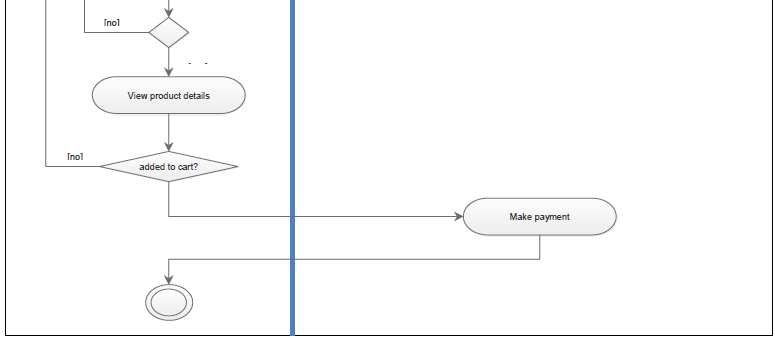 [no]
View product details
[no]
added to cart?
Make payment